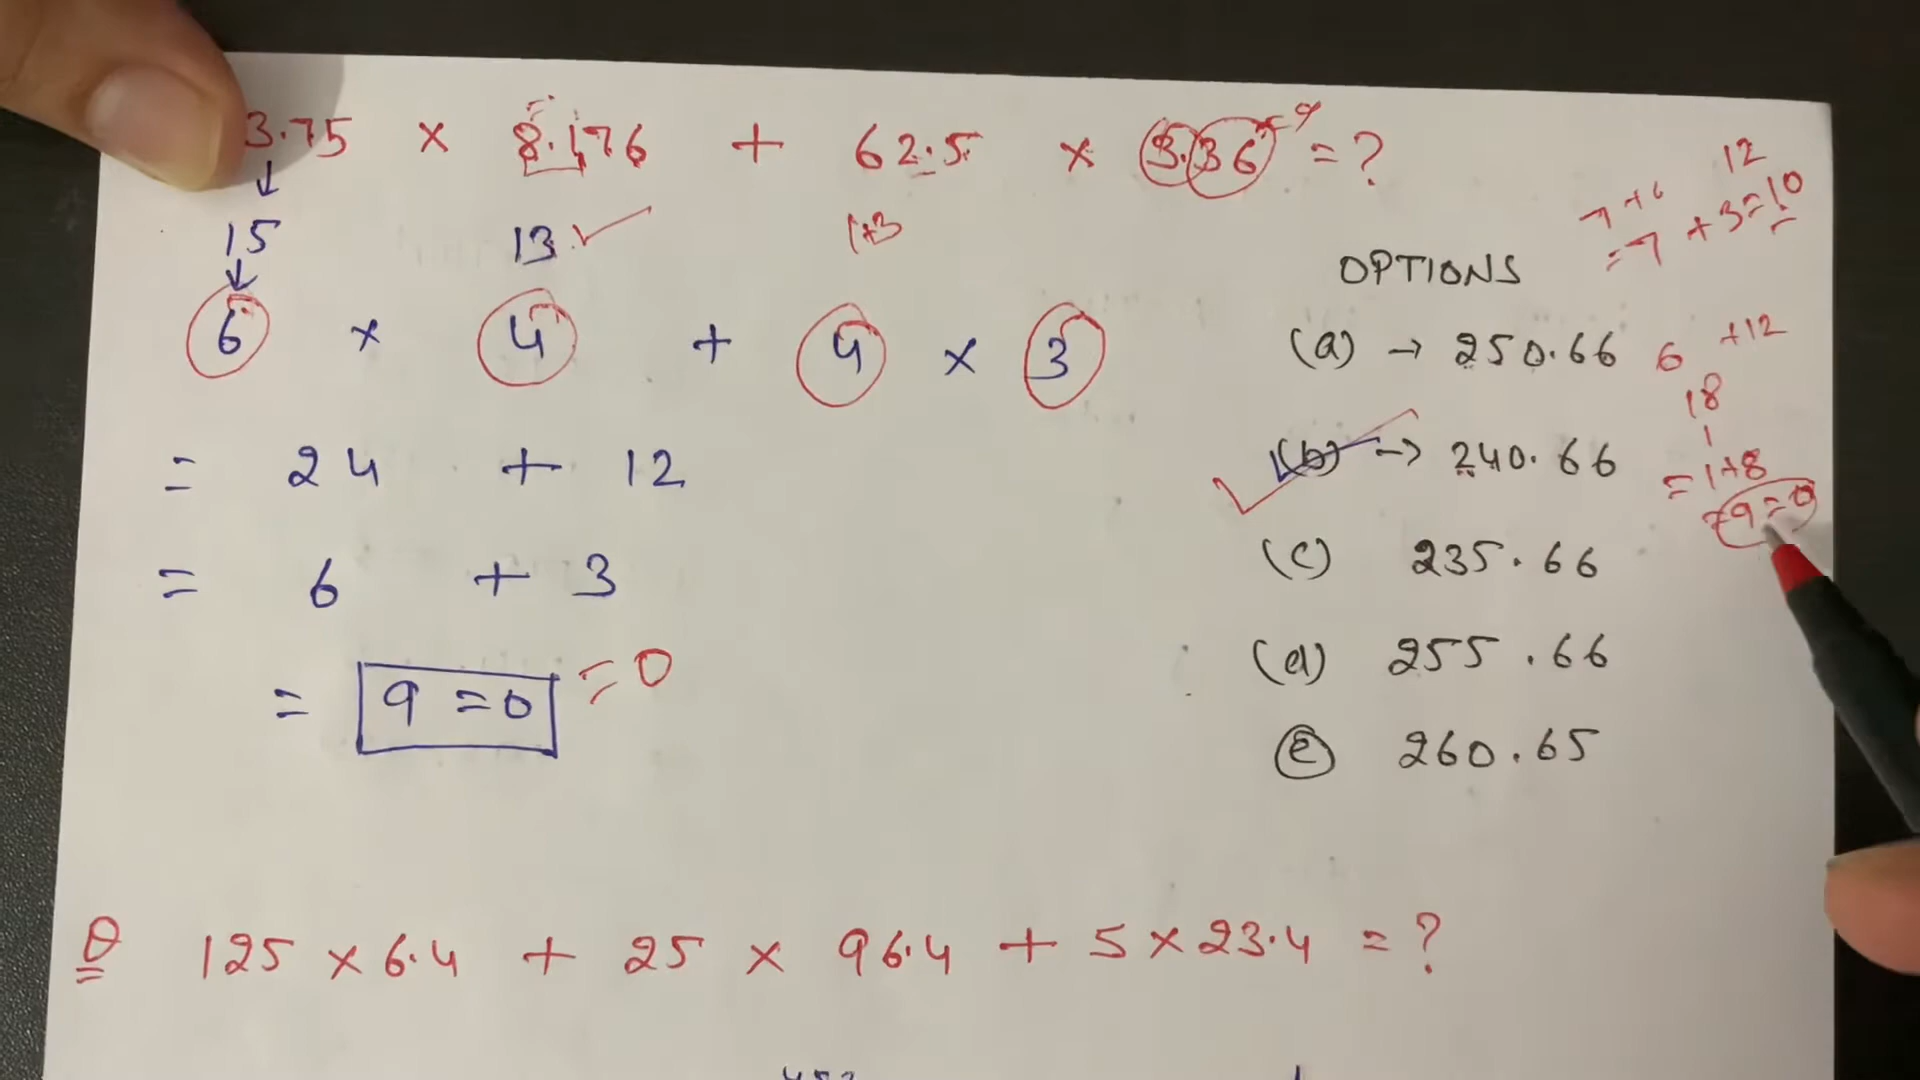 3.75 × 8.176 + 62.5 × 3.36 = ?
15 13 ✓ 1+3
6 × 4 + 4 × 3
= 24 + 12
= 6 + 3
= 9 = 0 = 0
12
7+6
= 7 + 3 = 10
OPTIONS
(a) → 250.66 6 +12
18
(b) → 240.66
= 1+8
= 9 = 0
(c) 235.66
(d) 255.66
(e) 260.65
Q 125 × 6.4 + 25 × 96.4 + 5 × 23.4 = ?